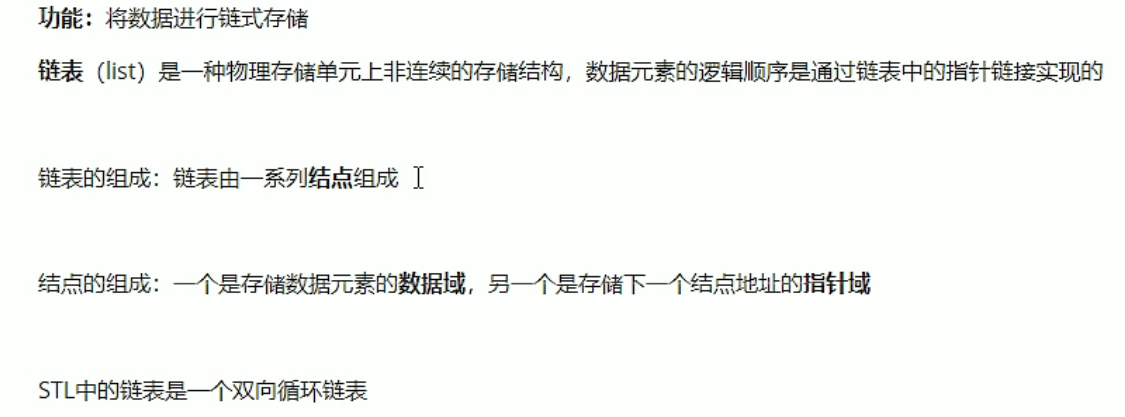 功能：将数据进行链式存储
链表（list）是一种物理存储单元上非连续的存储结构，数据元素的逻辑顺序是通过链表中的指针链接实现的
链表的组成：链表由一系列结点组成
结点的组成：一个是存储数据元素的数据域，另一个是存储下一个结点地址的指针域
STL中的链表是一个双向循环链表